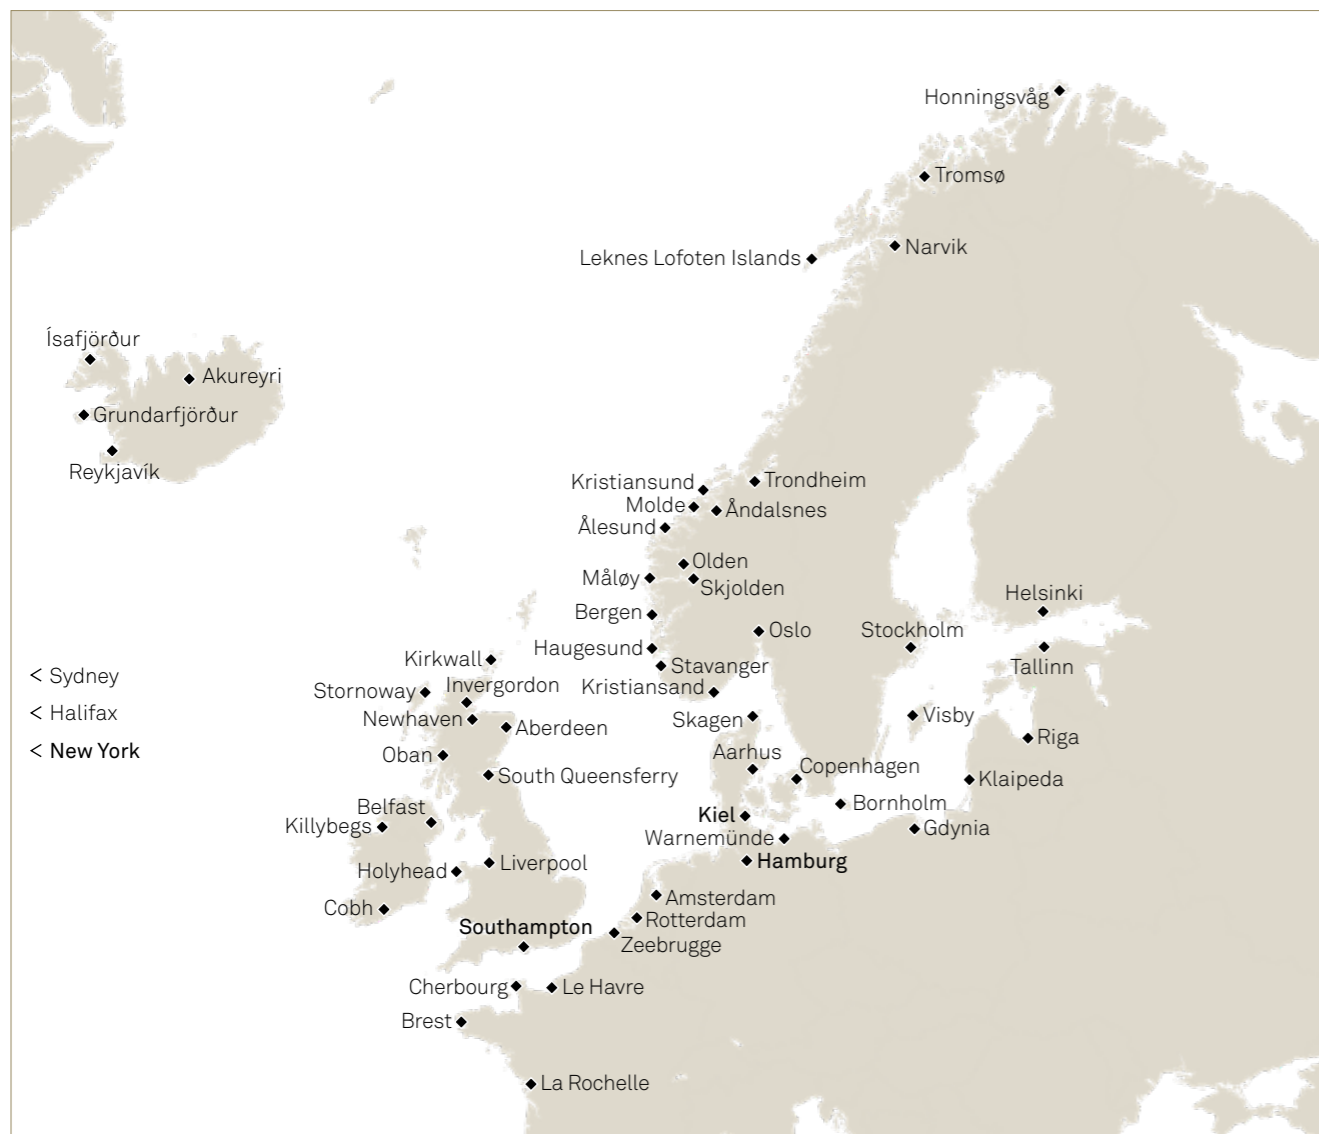 Honningsvåg
Tromsø
Narvik
Leknes Lofoten Islands
Ísafjörður
Akureyri
Grundarfjörður
Reykjavík
Kristiansund
Trondheim
Molde
Åndalsnes
Ålesund
Olden
Måløy
Skjolden
Helsinki
Bergen
Oslo
Stockholm
Haugesund
Kirkwall
Stavanger
Tallinn
< Sydney
Stornoway
Invergordon
Kristiansand
< Halifax
Newhaven
Aberdeen
Skagen
Visby
Riga
< New York
Oban
Aarhus
Copenhagen
South Queensferry
Klaipeda
Belfast
Bornholm
Killybegs
Kiel
Gdynia
Warnemünde
Holyhead
Liverpool
Hamburg
Cobh
Amsterdam
Rotterdam
Southampton
Zeebrugge
Cherbourg
Le Havre
Brest
La Rochelle